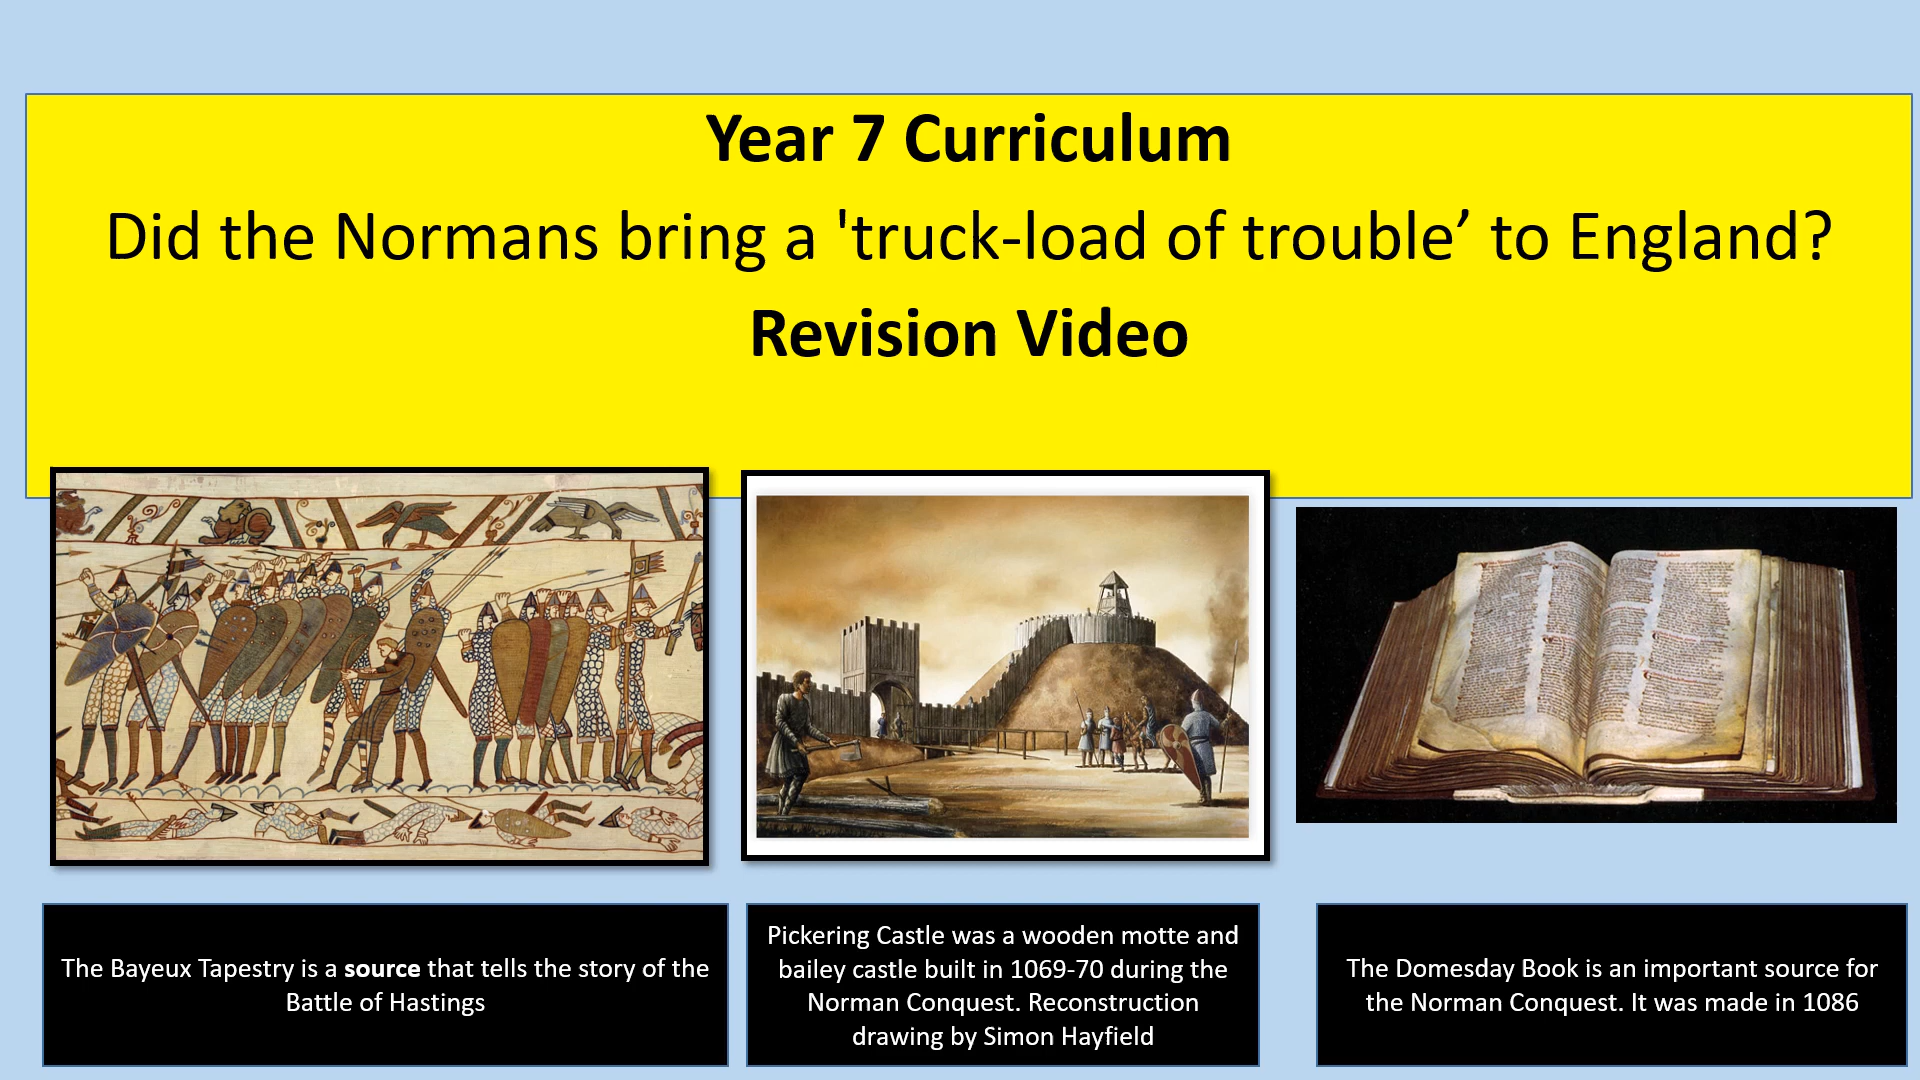 Year 7 Curriculum
Did the Normans bring a 'truck-load of trouble’ to England?
Revision Video
The Bayeux Tapestry is a source that tells the story of the
Battle of Hastings
Pickering Castle was a wooden motte and
bailey castle built in 1069-70 during the
Norman Conquest. Reconstruction
drawing by Simon Hayfield
The Domesday Book is an important source for
the Norman Conquest. It was made in 1086